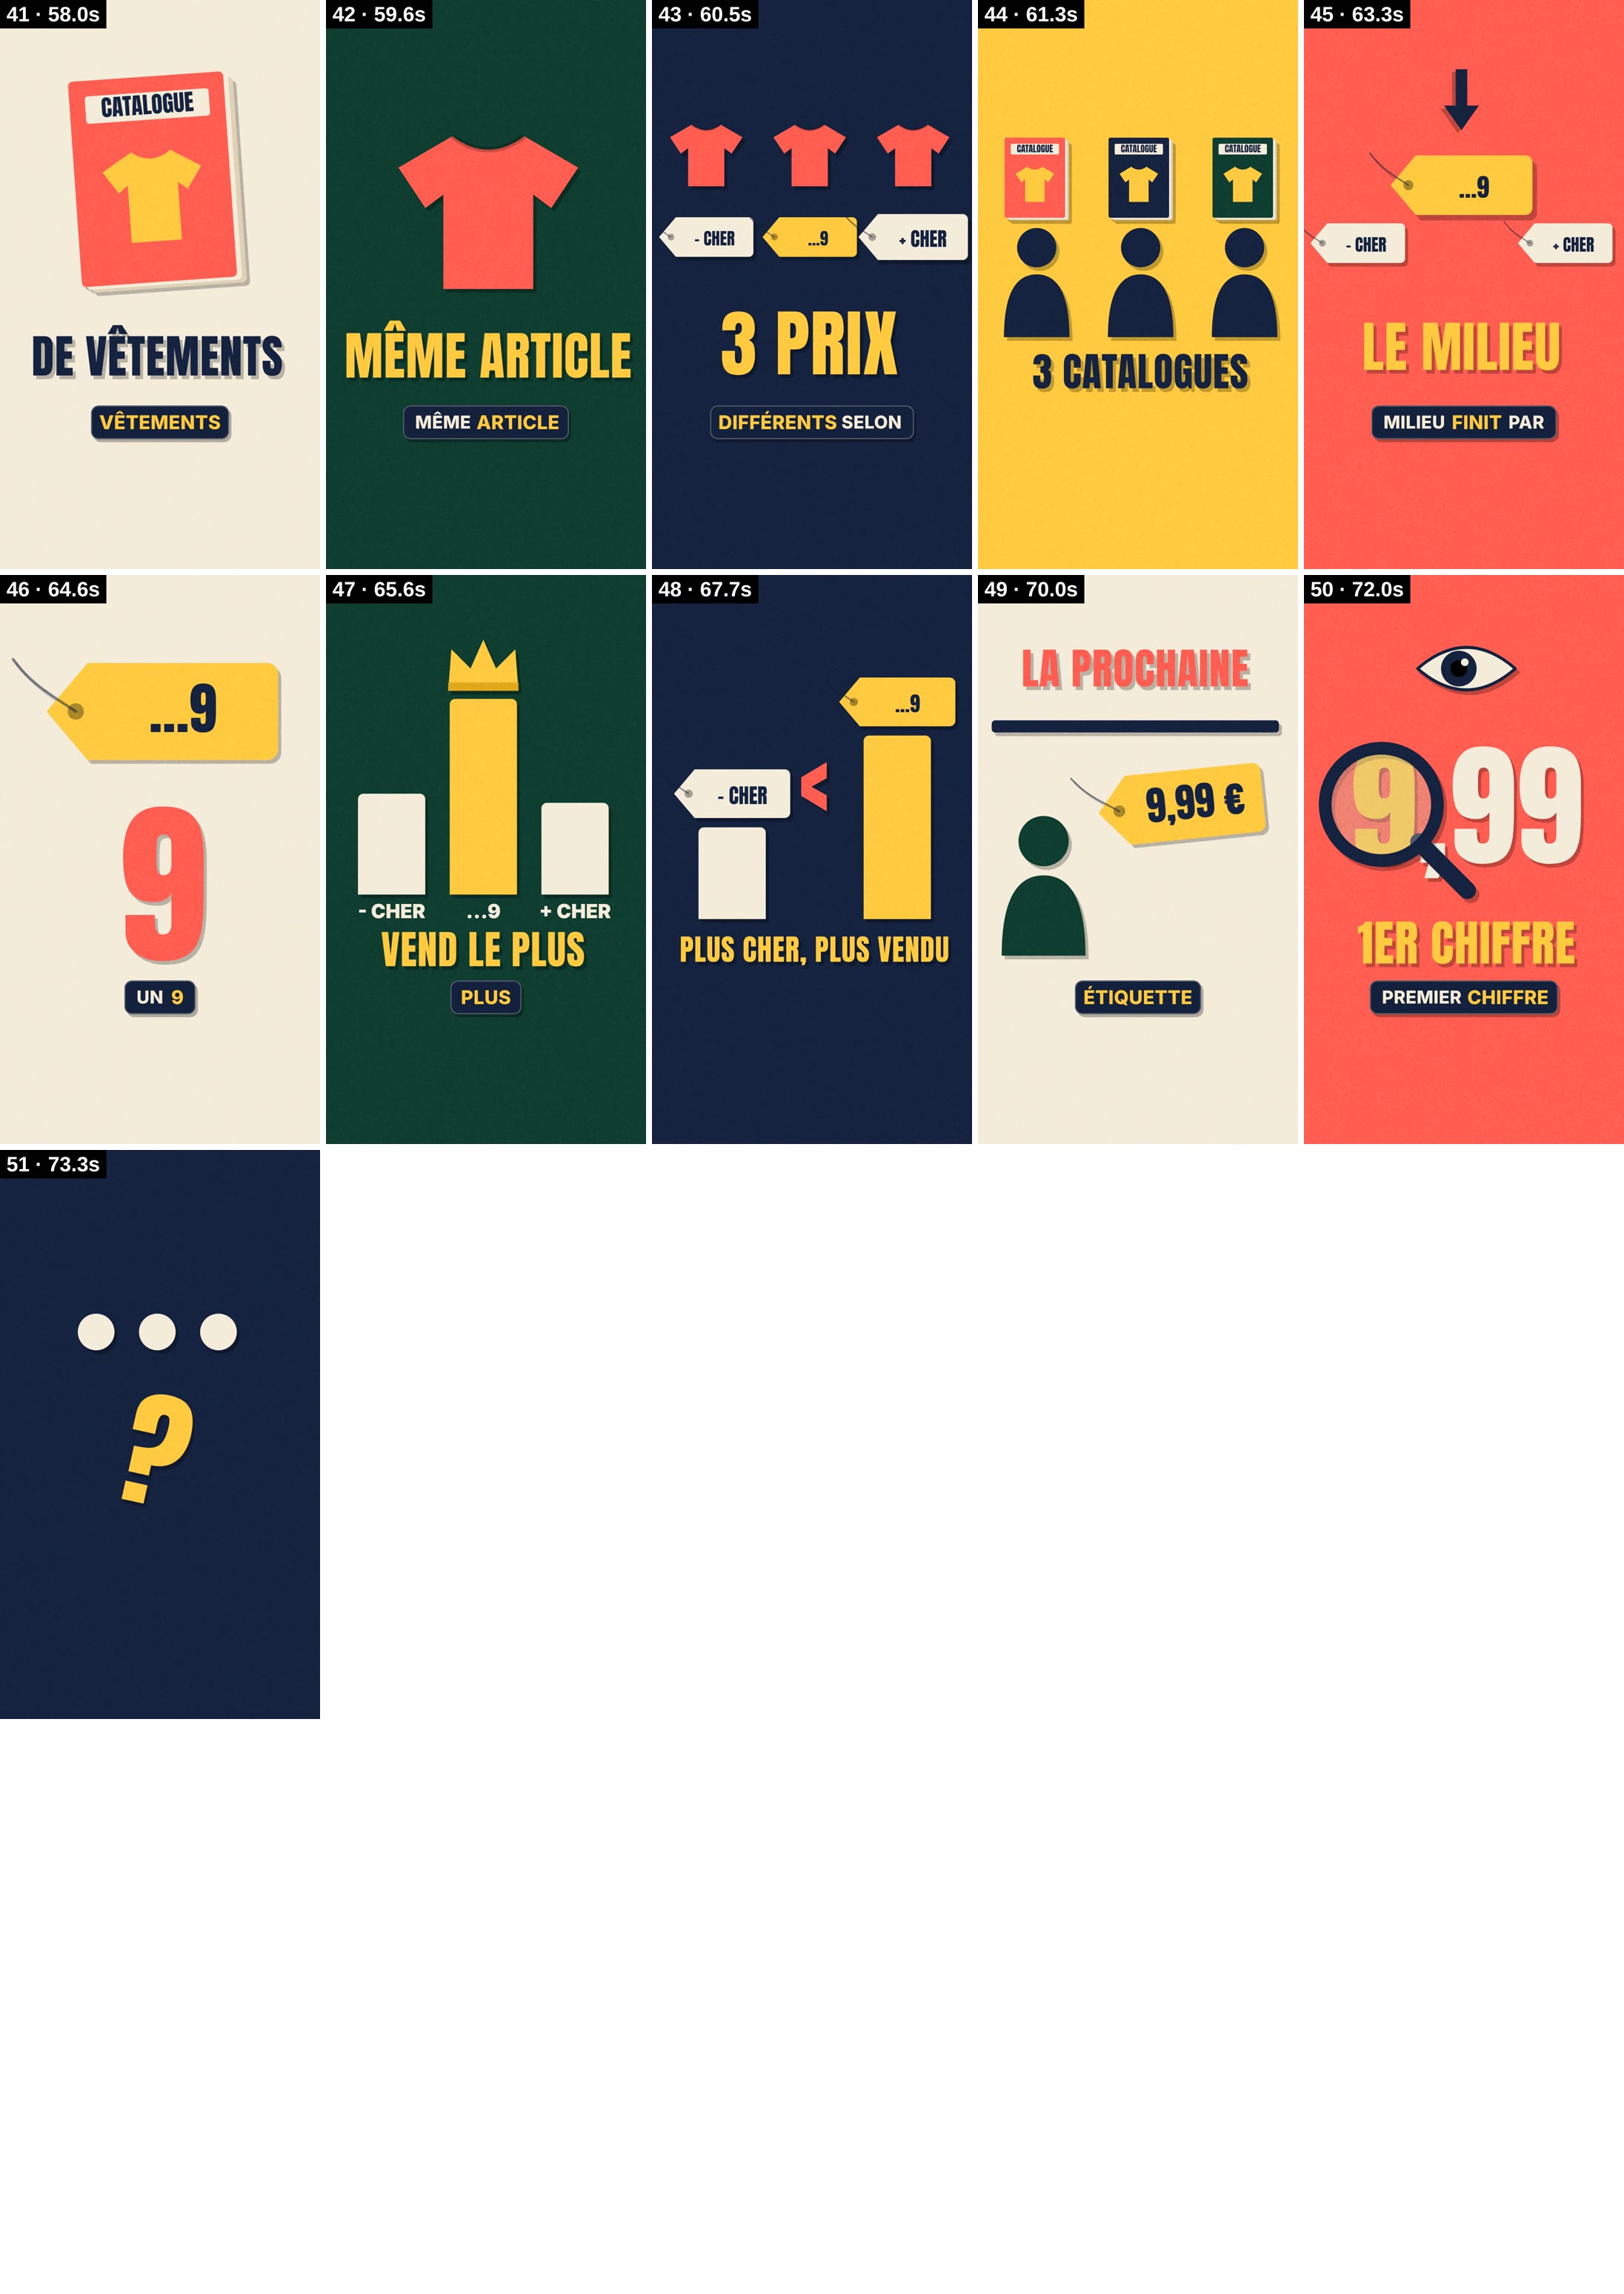 41 · 58.0s
CATALOGUE
DE VÊTEMENTS
VÊTEMENTS
42 · 59.6s
MÊME ARTICLE
MÊME ARTICLE
43 · 60.5s
- CHER
...9
+ CHER
3 PRIX
DIFFÉRENTS SELON
44 · 61.3s
CATALOGUE
CATALOGUE
CATALOGUE
3 CATALOGUES
45 · 63.3s
...9
- CHER
+ CHER
LE MILIEU
MILIEU FINIT PAR
46 · 64.6s
...9
9
UN 9
47 · 65.6s
- CHER
...9
+ CHER
VEND LE PLUS
PLUS
48 · 67.7s
...9
- CHER
<
PLUS CHER, PLUS VENDU
49 · 70.0s
LA PROCHAINE
9,99 €
ÉTIQUETTE
50 · 72.0s
9,99
1ER CHIFFRE
PREMIER CHIFFRE
51 · 73.3s
?